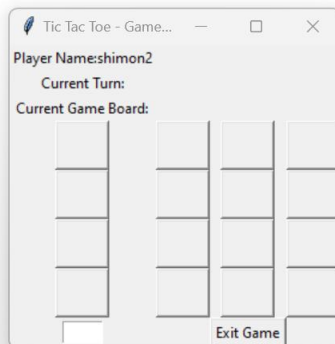 Tic Tac Toe - Game...
Player Name:shimon2
Current Turn:
Current Game Board:
Exit Game